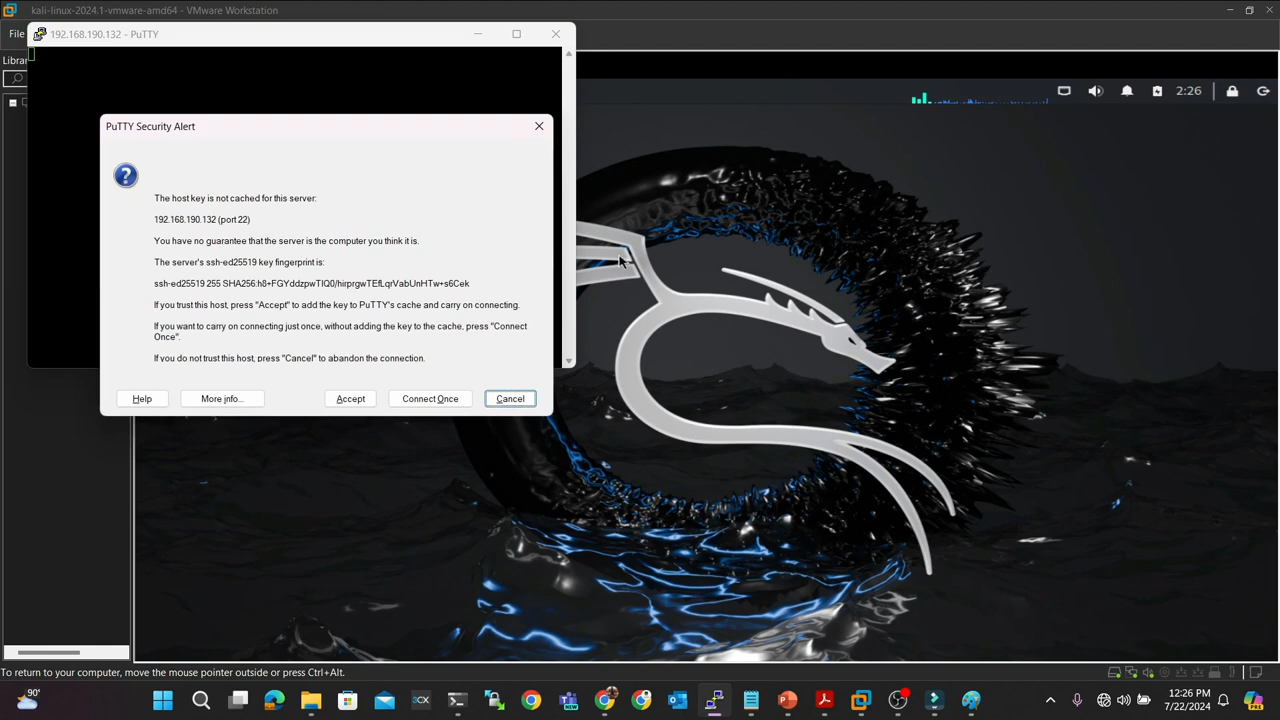 kali-linux-2024.1-vmware-amd64 - VMware Workstation
File
192.168.190.132 - PuTTY
Librar
2:26
PuTTY Security Alert
The host key is not cached for this server:
192.168.190.132 (port 22)
You have no guarantee that the server is the computer you think it is.
The server's ssh-ed25519 key fingerprint is:
ssh-ed25519 255 SHA256:h8+FGYddzpwTIQ0/hirprgwTEfLqrVabUnHTw+s6Cek
If you trust this host, press "Accept" to add the key to PuTTY's cache and carry on connecting.
If you want to carry on connecting just once, without adding the key to the cache, press "Connect
Once".
If you do not trust this host, press "Cancel" to abandon the connection.
Help
More info...
Accept
Connect Once
Cancel
To return to your computer, move the mouse pointer outside or press Ctrl+Alt.
90°
3CX
NEW
12:26 PM
7/22/2024
PRE